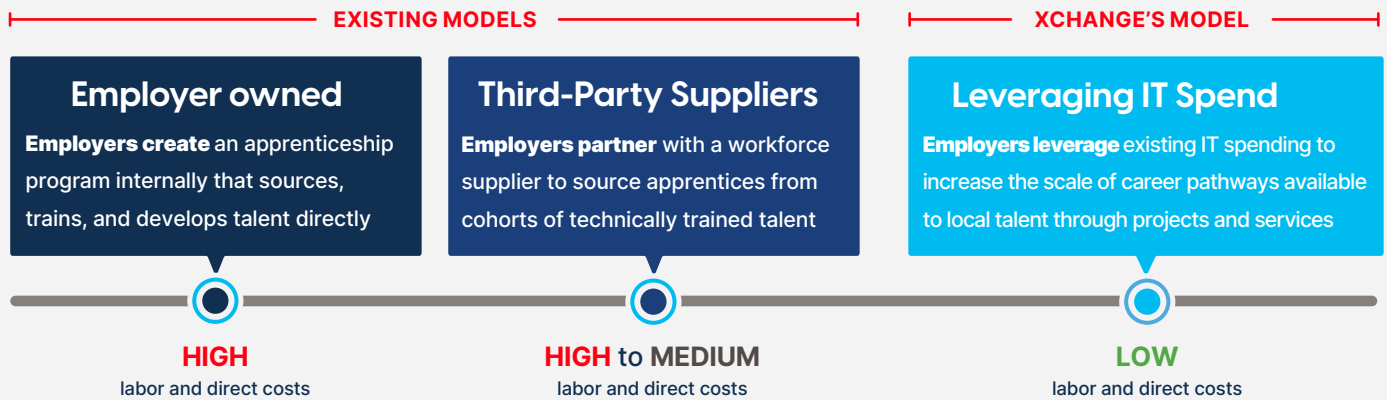 EXISTING MODELS
XCHANGE'S MODEL
Employer owned
Employers create an apprenticeship
program internally that sources,
trains, and develops talent directly
Third-Party Suppliers
Employers partner with a workforce
supplier to source apprentices from
cohorts of technically trained talent
Leveraging IT Spend
Employers leverage existing IT spending to
increase the scale of career pathways available
to local talent through projects and services
HIGH
labor and direct costs
HIGH to MEDIUM
labor and direct costs
LOW
labor and direct costs